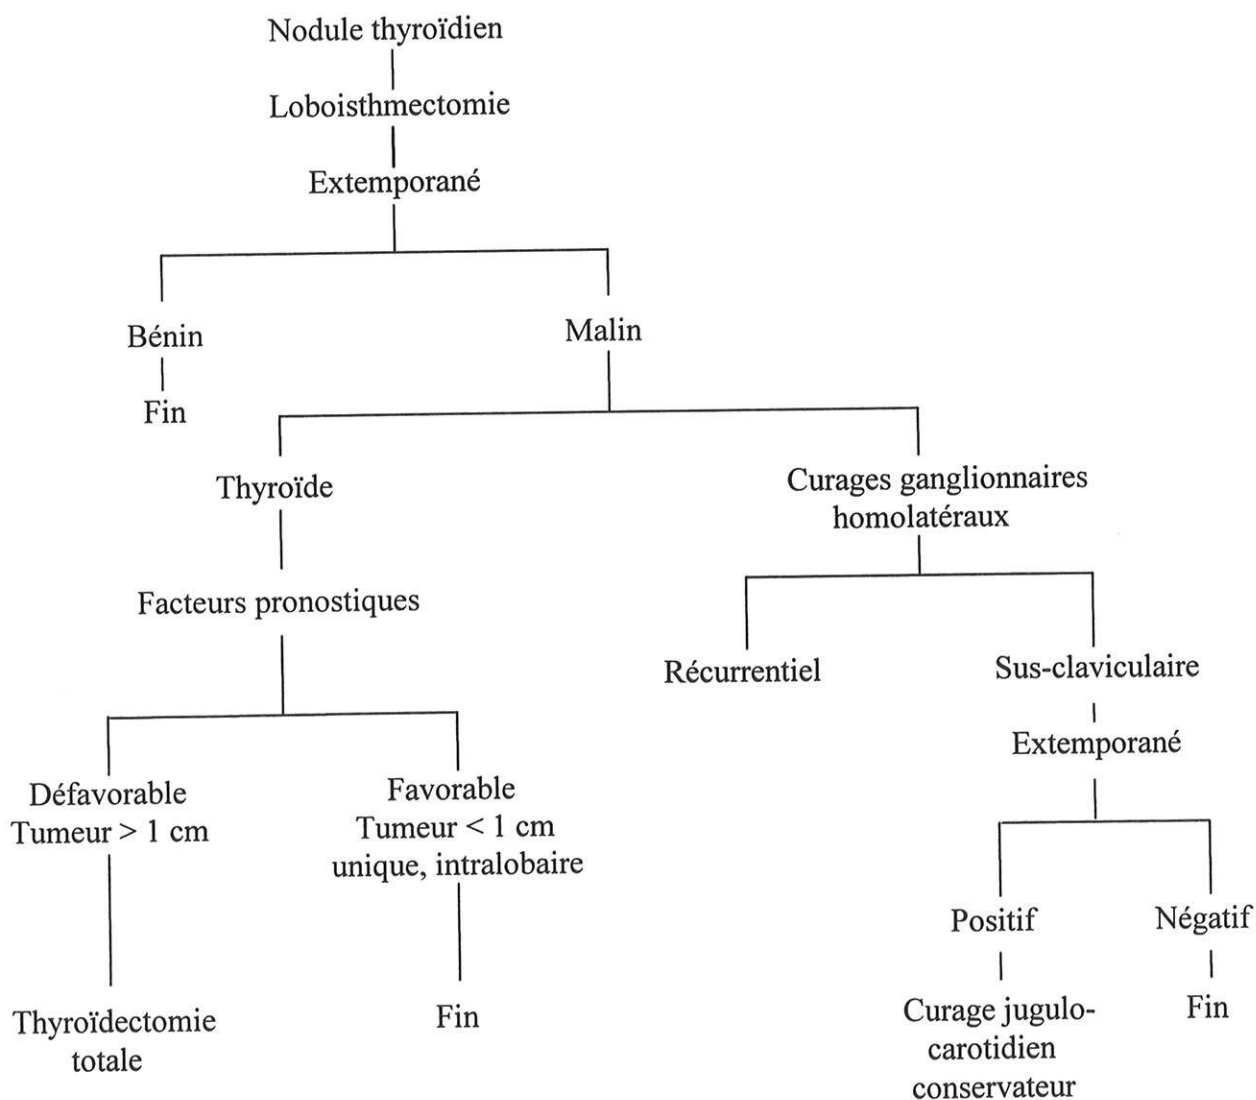 Nodule thyroïdien
Loboisthmectomie
Extemporané
Bénin
Malin
Fin
Thyroïde
Curages ganglionnaires
homolatéraux
Facteurs pronostiques
Récurrentiel
Sus-claviculaire
Extemporané
Défavorable
Tumeur > 1 cm
Favorable
Tumeur < 1 cm
unique, intralobaire
Positif
Négatif
Thyroïdectomie
totale
Fin
Curage jugulo-
carotidien
conservateur
Fin